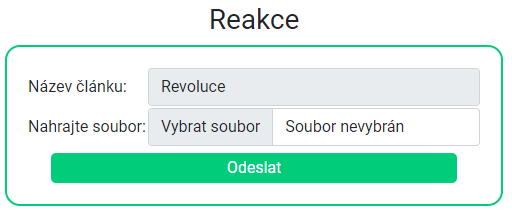 Reakce
Název článku: Revoluce
Nahrajte soubor: Vybrat soubor Soubor nevybrán
Odeslat